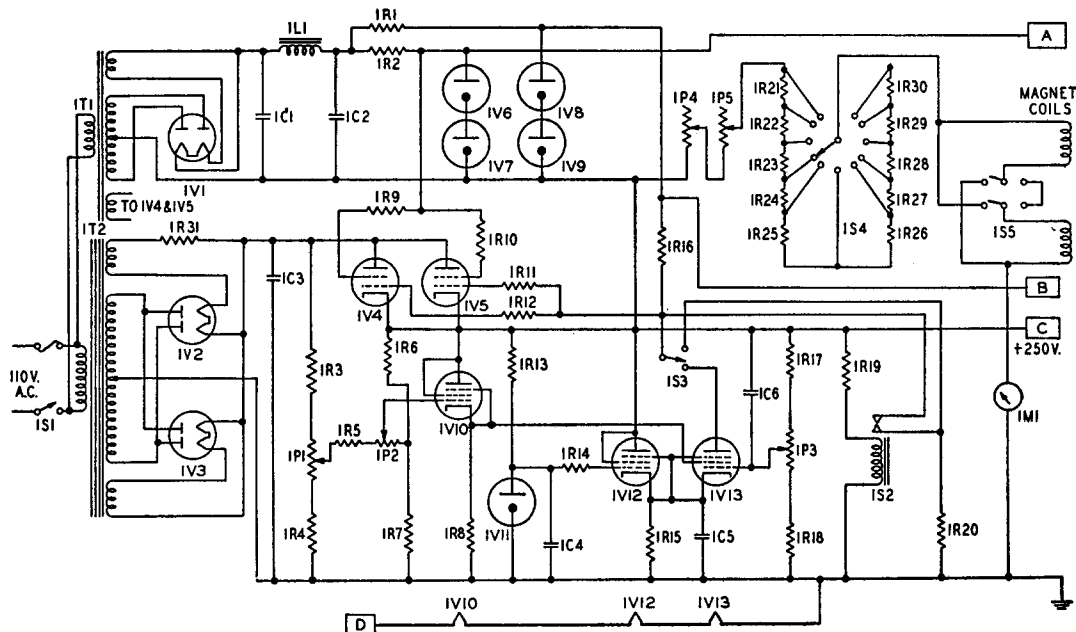 1R1
1L1
1R2
A
1T1
1C1
1C2
1V6
1V8
1V7
1V9
1V1
1P4
1P5
1R21
1R22
1R23
1R24
1R25
1R30
1R29
1R28
1R27
1R26
1S4
MAGNET
COILS
1S5
TO 1V4 & 1V5
1T2
1R31
1R9
1R10
1R16
1R11
1R12
B
1C3
1V4
1V5
C
+250V.
1V2
1R3
1R6
1R13
1S3
1C6
1R17
1R19
110V.
A.C.
1S1
1V10
1M1
1V3
1P1
1R5
1P2
1R14
1V12
1V13
1P3
1S2
1R4
1R7
1R8
1V11
1C4
1R15
1C5
1R18
1R20
D
1V10
1V12
1V13